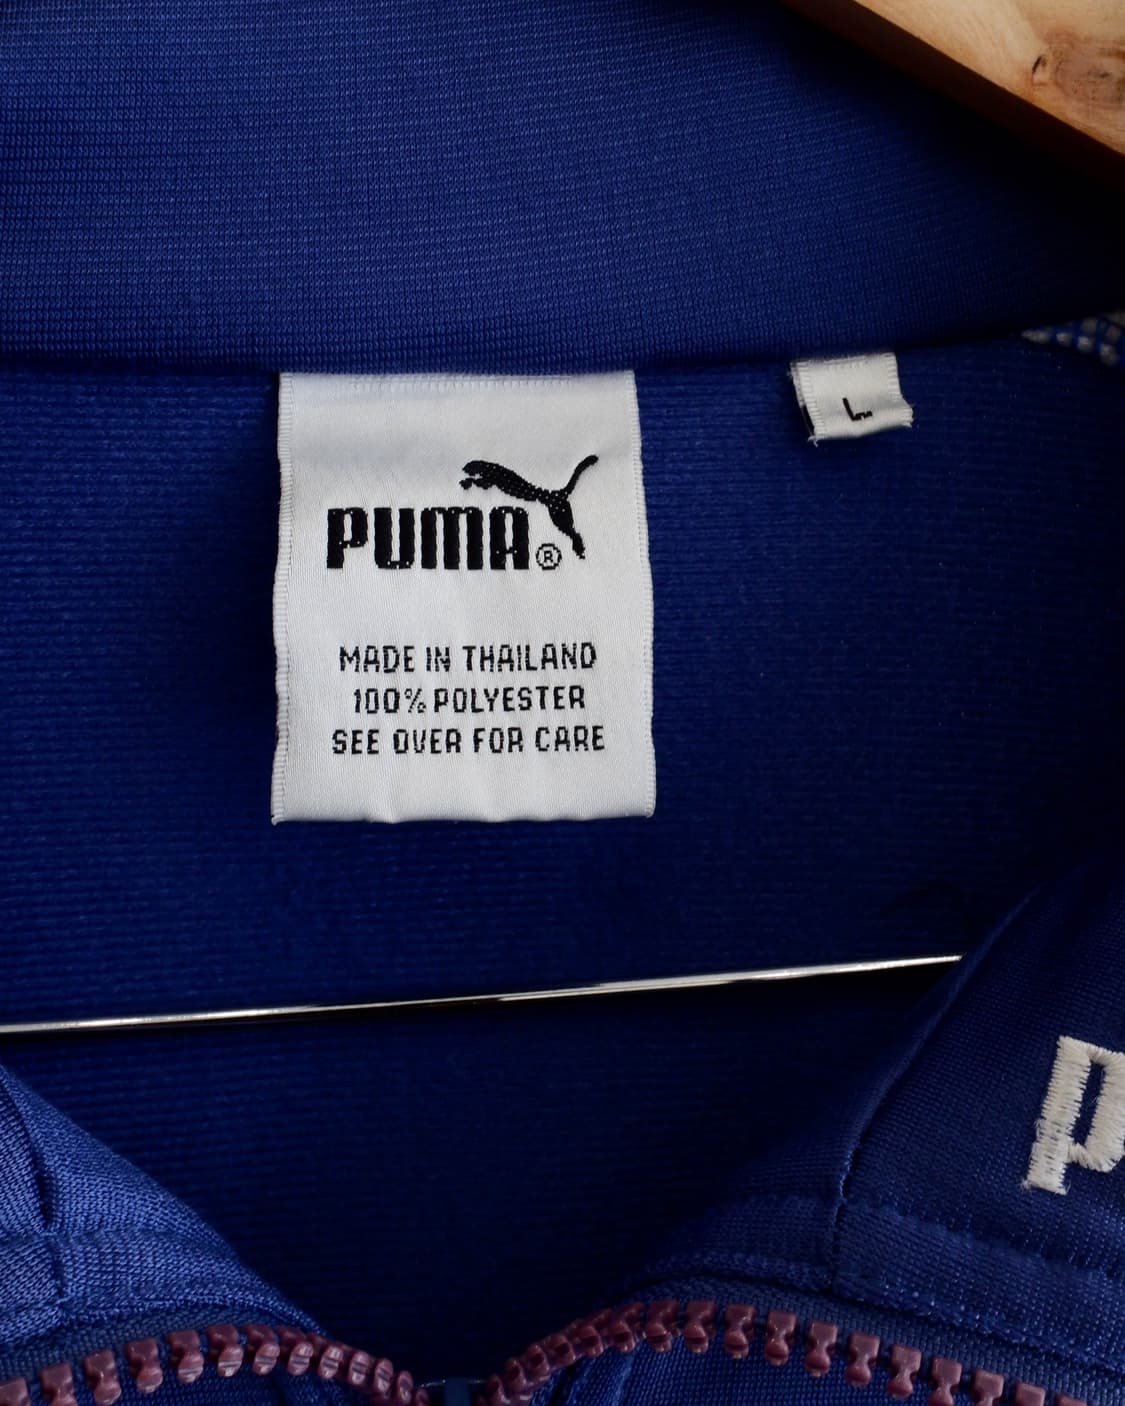 L
PUMA®
MADE IN THAILAND
100% POLYESTER
SEE OVER FOR CARE
P